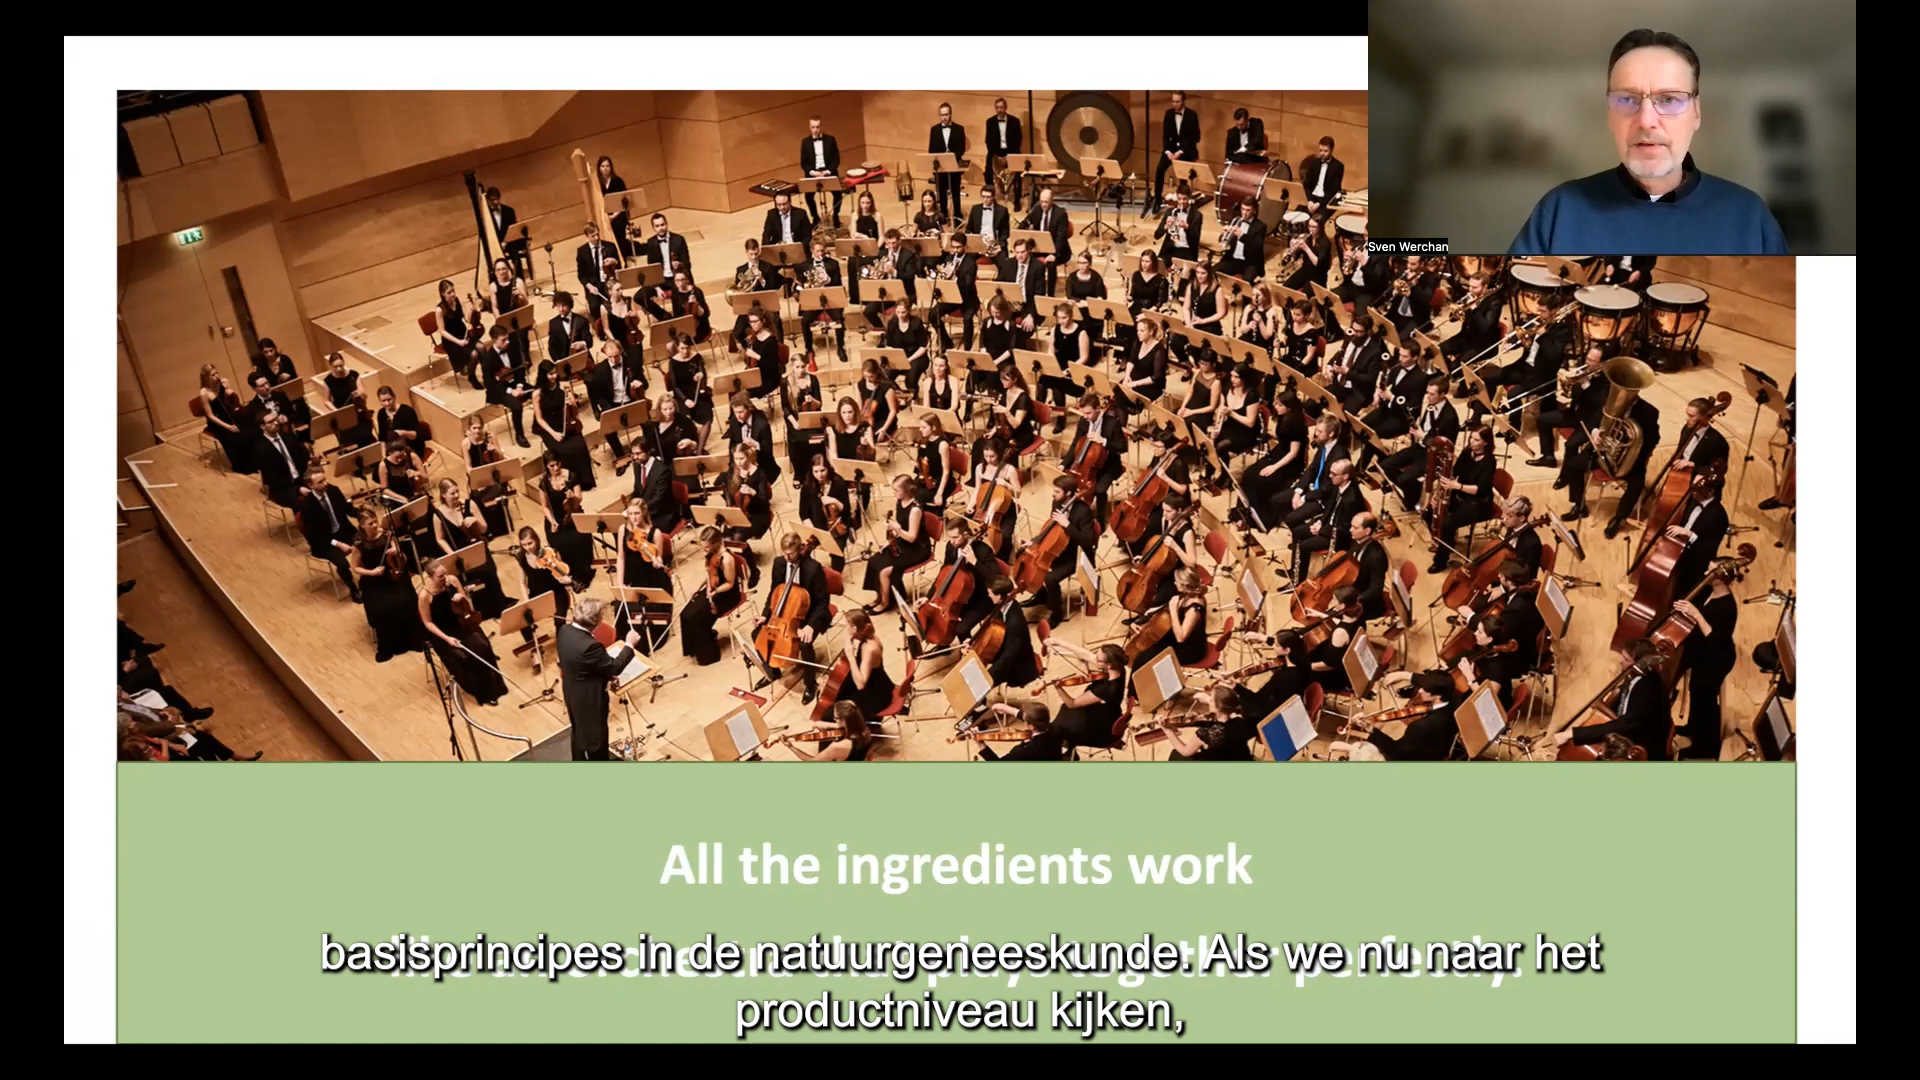 Sven Werchan
All the ingredients work
basisprincipes in de natuurgeneeskunde. Als we nu naar het
productniveau kijken,